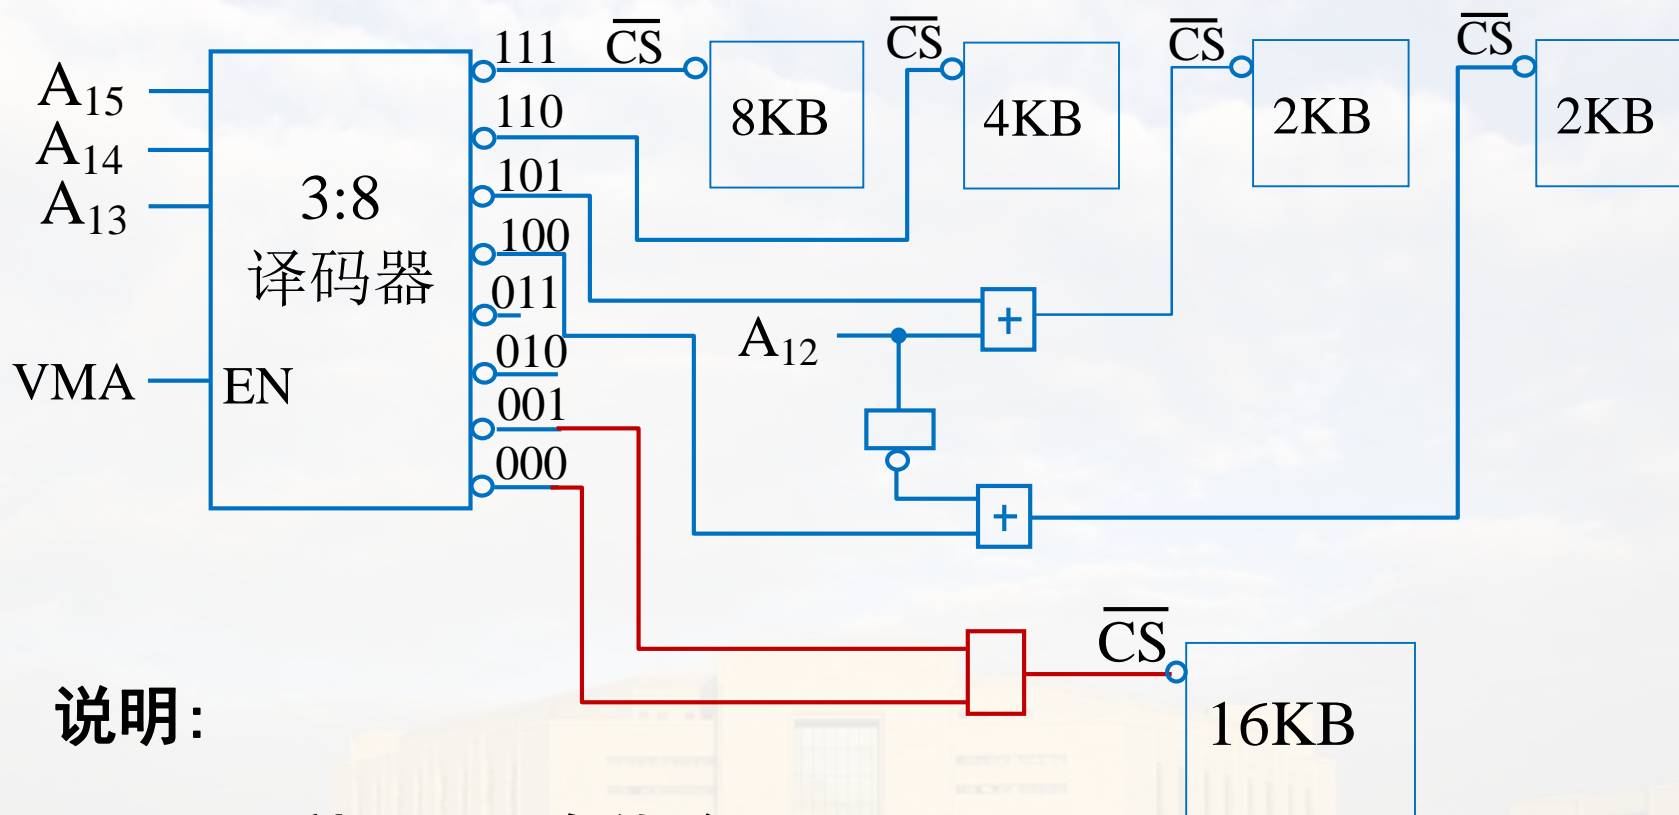 111
C̅S̅
C̅S̅
C̅S̅
C̅S̅
A₁₅
110
8KB
4KB
2KB
2KB
A₁₄
101
A₁₃
3:8
100
译码器
011
+
A₁₂
010
VMA
EN
001
000
+
C̅S̅
说明:
16KB